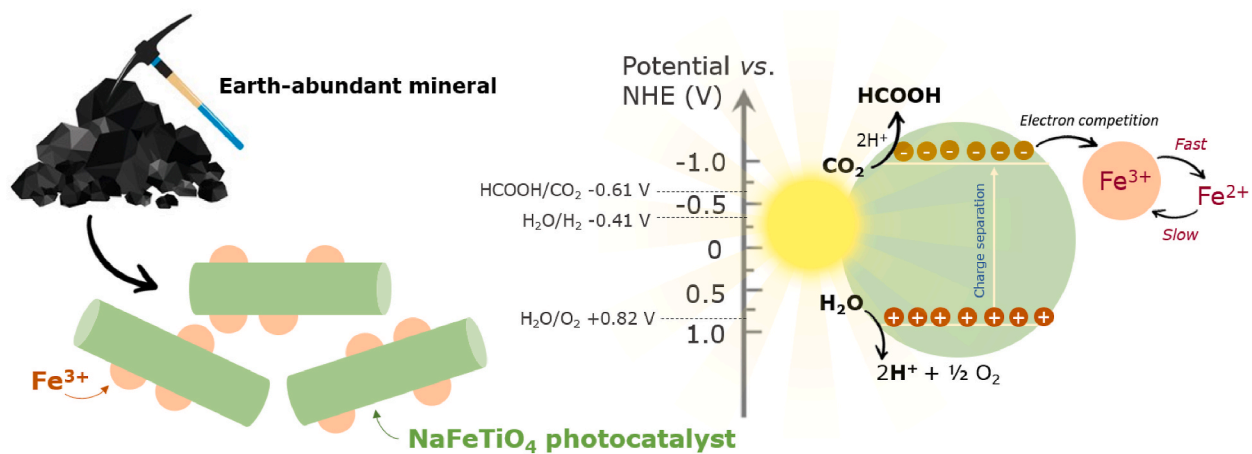 Earth-abundant mineral
Fe³⁺
NaFeTiO₄ photocatalyst
Potential vs.
NHE (V)
-1.0
-0.5
0
0.5
1.0
HCOOH/CO₂ -0.61 V
H₂O/H₂ -0.41 V
H₂O/O₂ +0.82 V
HCOOH
2H⁺
CO₂
- - - - - -
Charge separation
H₂O
+ + + + + + +
2H⁺ + ½ O₂
Electron competition
Fe³⁺
Fast
Fe²⁺
Slow